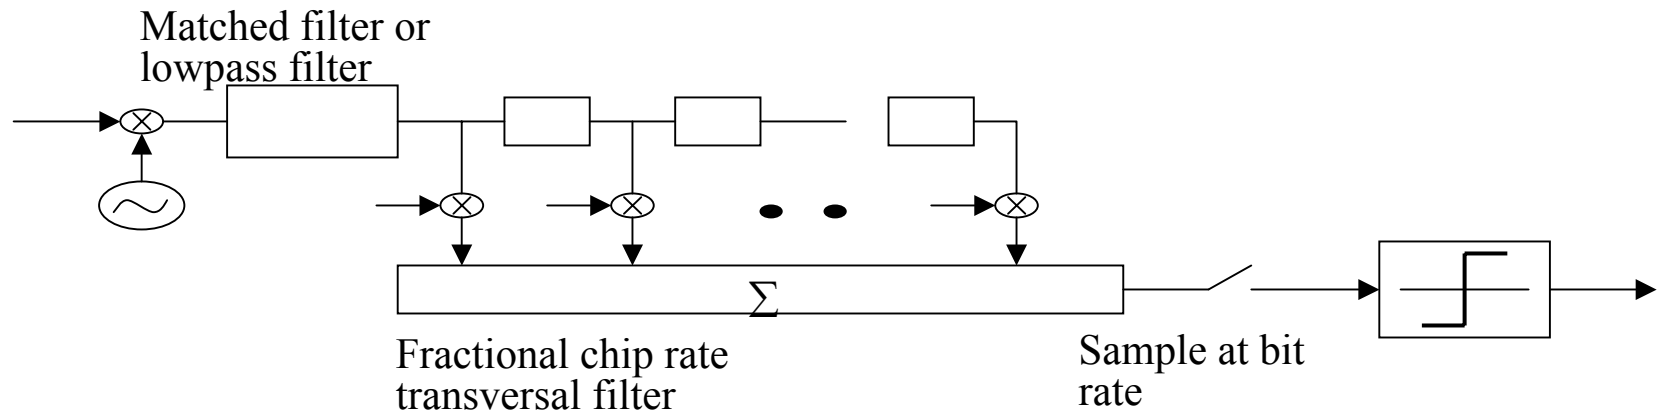 Matched filter or
lowpass filter
Σ
Fractional chip rate
transversal filter
Sample at bit
rate